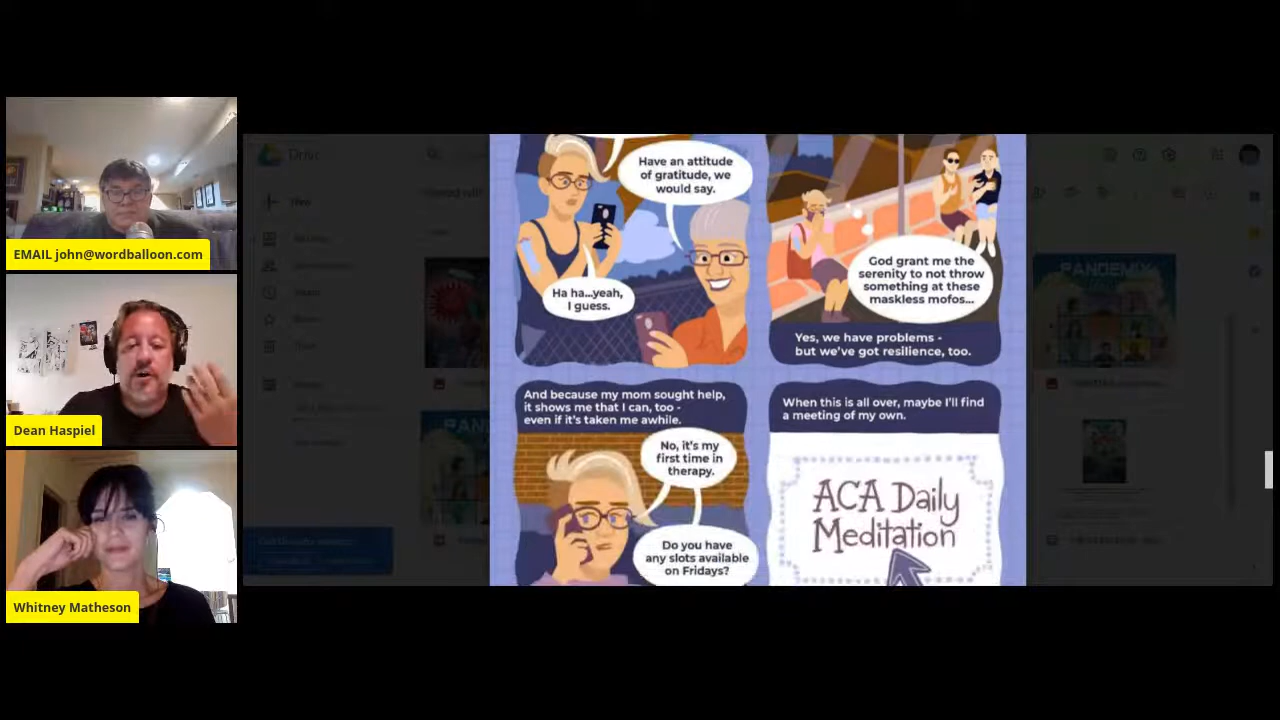 EMAIL john@wordballoon.com
Dean Haspiel
Whitney Matheson
Drive
Have an attitude
of gratitude, we
would say.
Ha ha...yeah,
I guess.
God grant me the
serenity to not throw
something at these
maskless mofos...
Yes, we have problems -
but we've got resilience, too.
And because my mom sought help,
it shows me that I can, too -
even if it's taken me awhile.
No, it's my
first time in
therapy.
Do you have
any slots available
on Fridays?
When this is all over, maybe I'll find
a meeting of my own.
ACA Daily
Meditation
PANDEMIX